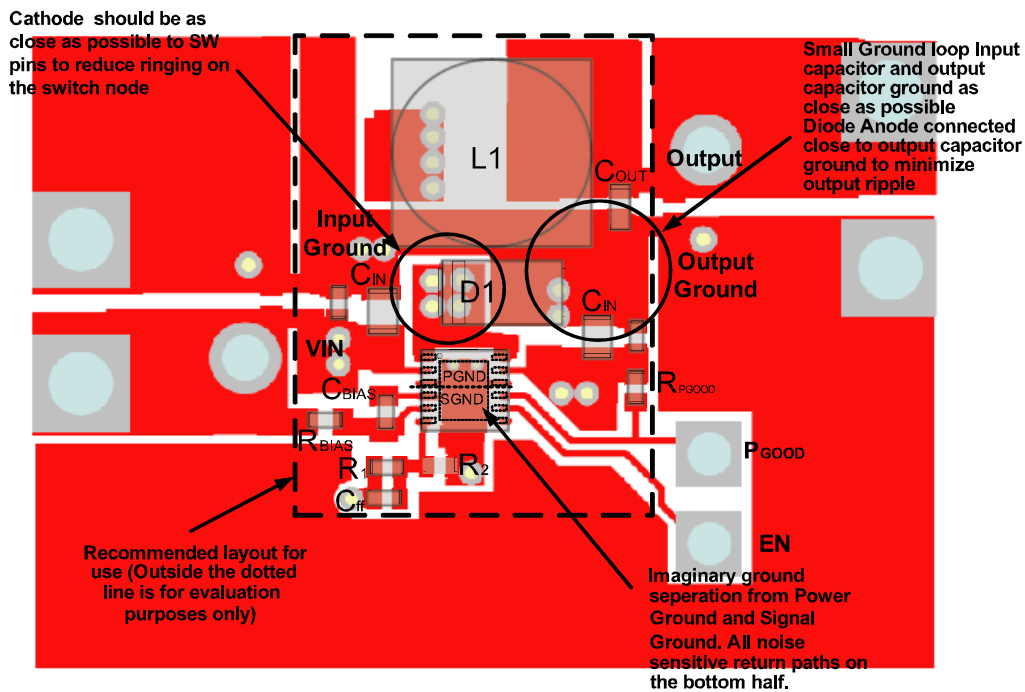 Cathode should be as
close as possible to SW
pins to reduce ringing on
the switch node
Small Ground loop Input
capacitor and output
capacitor ground as
close as possible
Diode Anode connected
close to output capacitor
ground to minimize
output ripple
L1
COUT
Output
Input
Ground
CIN
D1
Output
Ground
CIN
VIN
PGND
SGND
CBIAS
RPGOOD
RBIAS
R1
R2
Cff
PGOOD
EN
Recommended layout for
use (Outside the dotted
line is for evaluation
purposes only)
Imaginary ground
seperation from Power
Ground and Signal
Ground. All noise
sensitive return paths on
the bottom half.